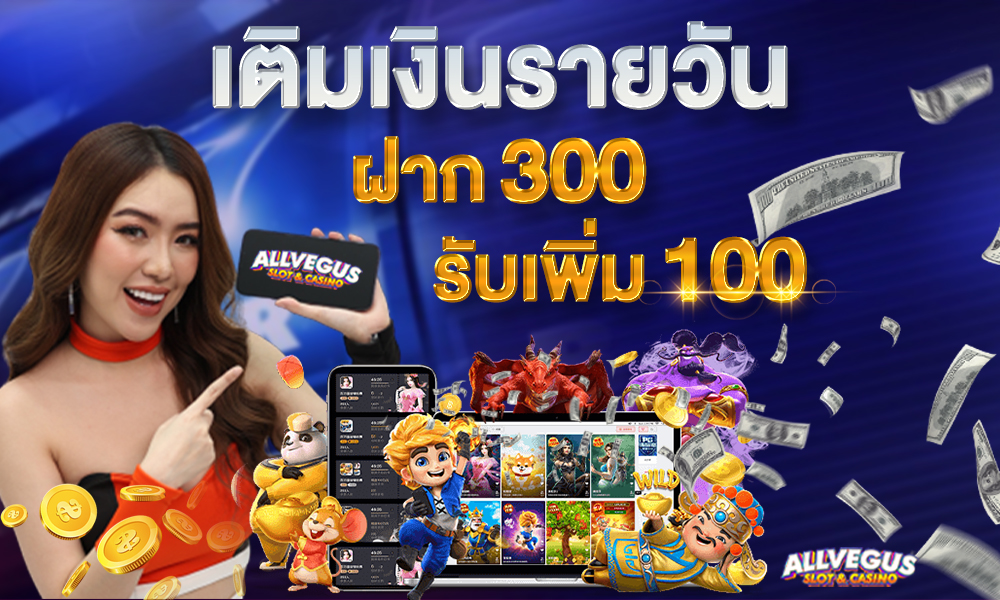 เติมเงินรายวัน
ฝาก 300
รับเพิ่ม 100
ALLVEGUS
SLOT & CASINO
WILD
ALLVEGUS
SLOT & CASINO